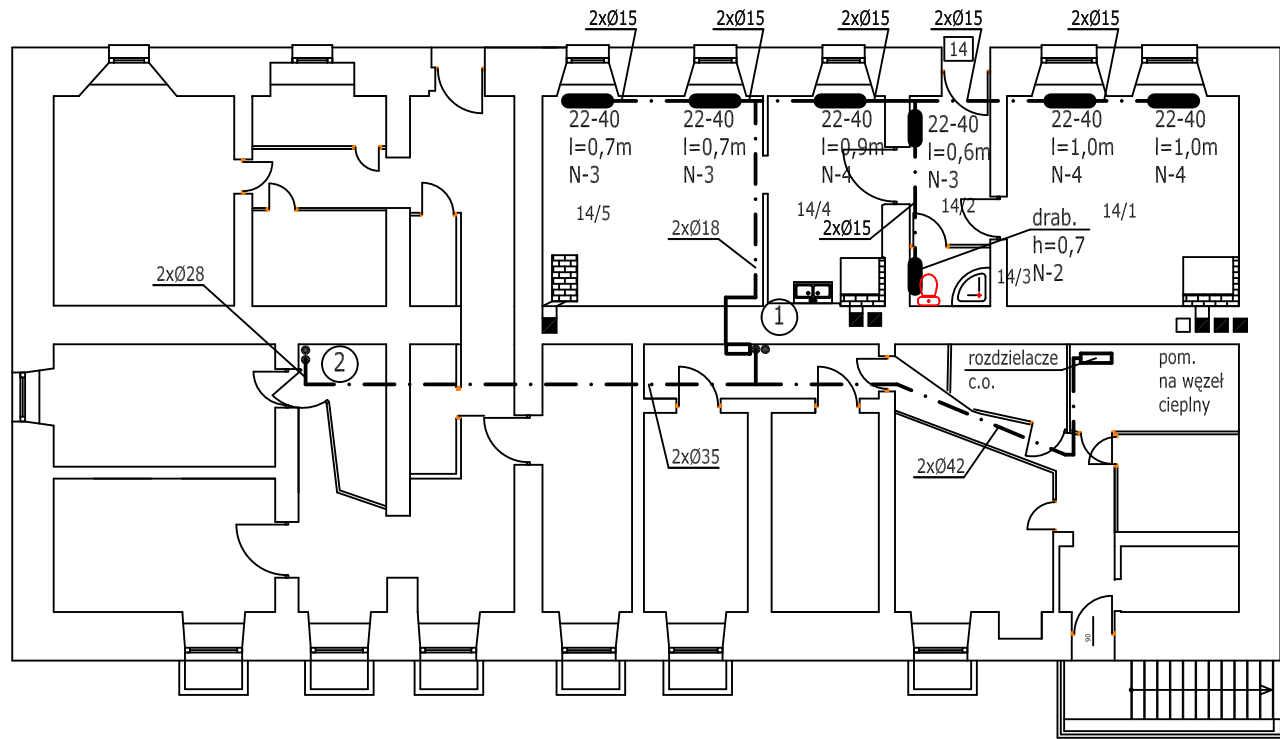 2xØ15
2xØ15
2xØ15
2xØ15
2xØ15
14
22-40
l=0,7m
N-3
22-40
l=0,7m
N-3
22-40
l=0,9m
N-4
22-40
l=0,6m
N-3
22-40
l=1,0m
N-4
22-40
l=1,0m
N-4
14/5
14/4
14/2
14/1
2xØ18
2xØ15
drab.
h=0,7
N-2
14/3
2xØ28
1
2
rozdzielacze
c.o.
pom.
na węzeł
cieplny
2xØ35
2xØ42
90